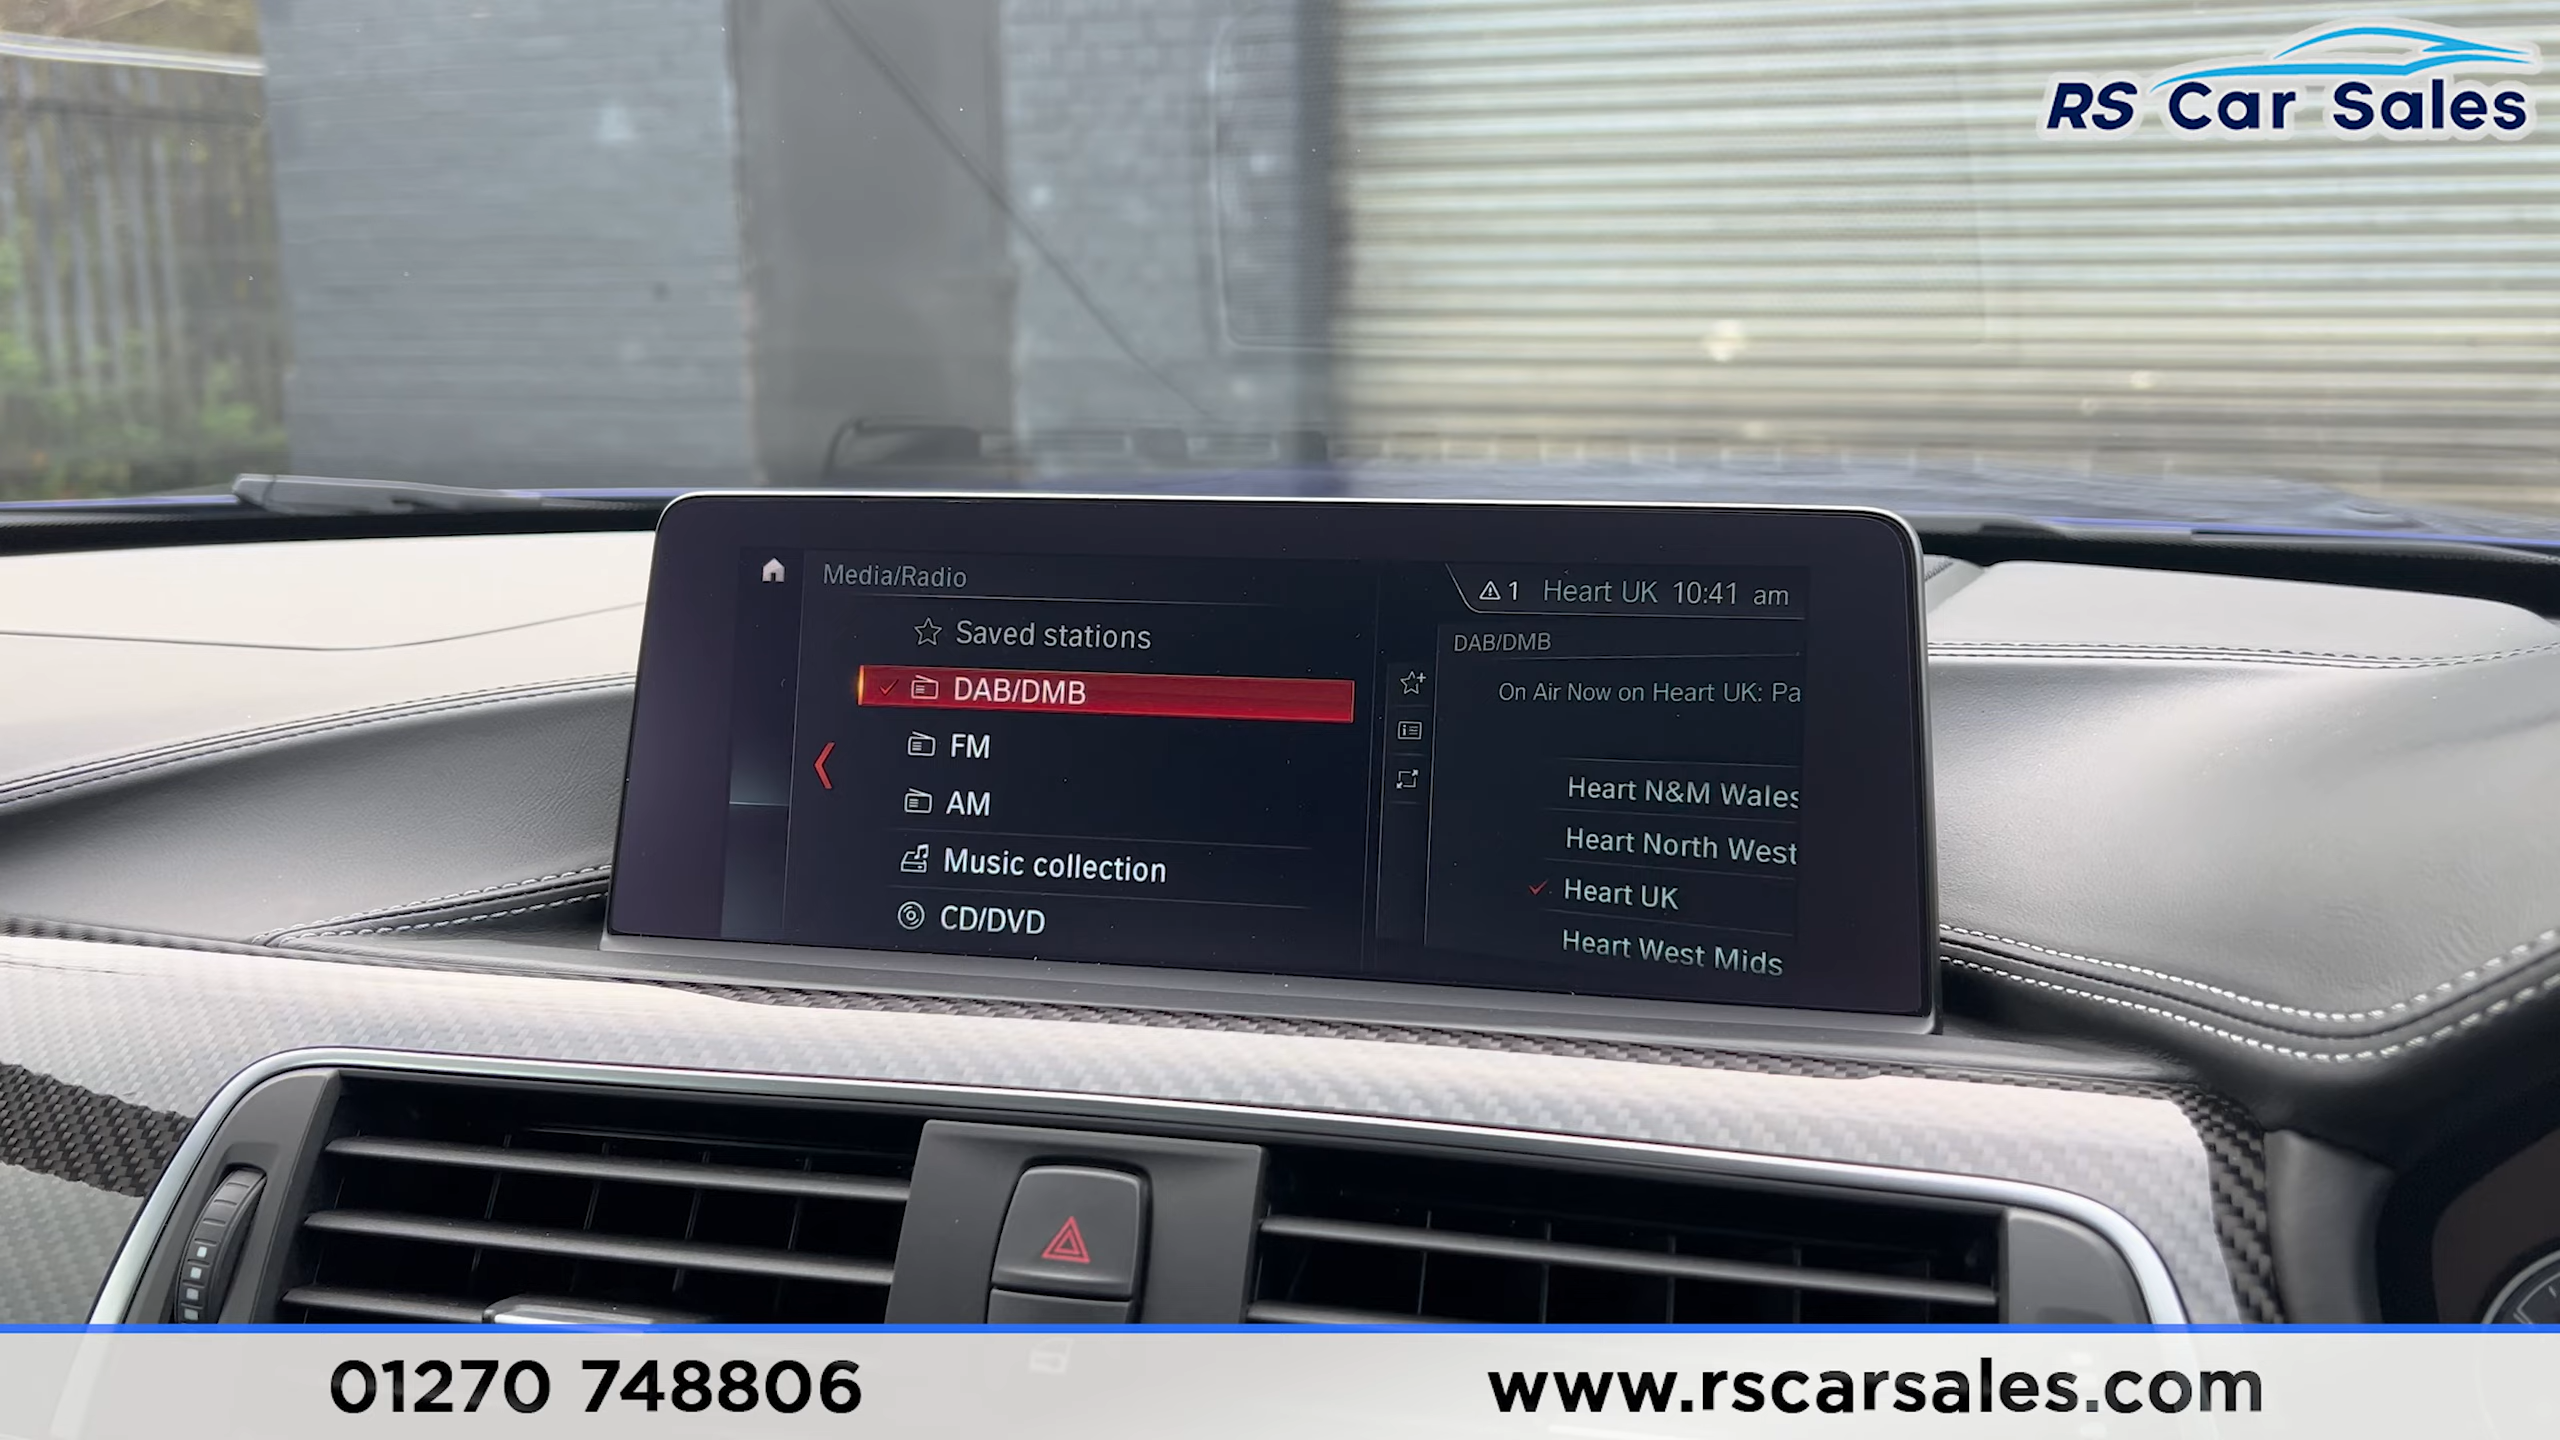 RS Car Sales
Media/Radio
1 Heart UK 10:41 am
Saved stations
DAB/DMB
FM
AM
Music collection
CD/DVD
DAB/DMB
On Air Now on Heart UK: Pa
Heart N&M Wales
Heart North West
Heart UK
Heart West Mids
01270 748806
www.rscarsales.com